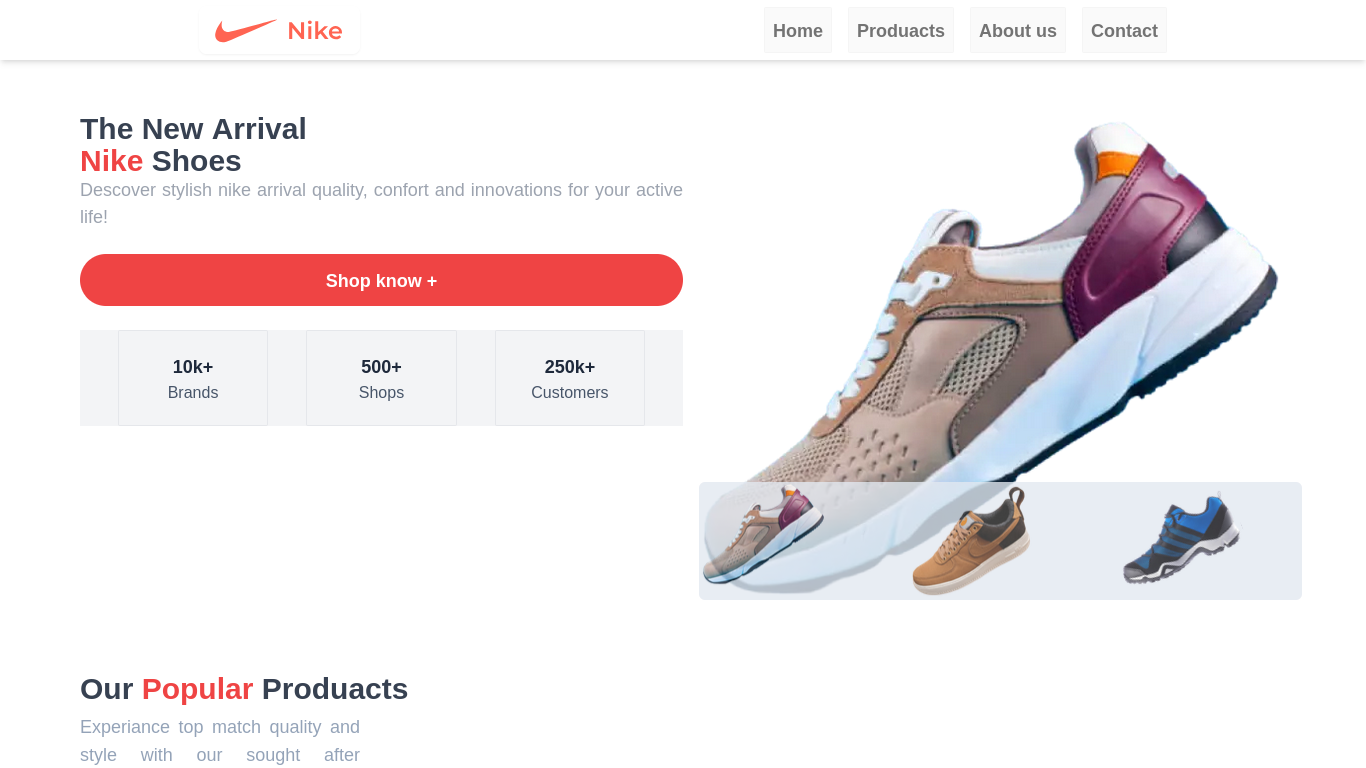 Nike
Home
Produacts
About us
Contact
The New Arrival
Nike Shoes
Descover stylish nike arrival quality, confort and innovations for your active
life!
Shop know +
10k+
Brands
500+
Shops
250k+
Customers
Our Popular Produacts
Experiance top match quality and
style with our sought after